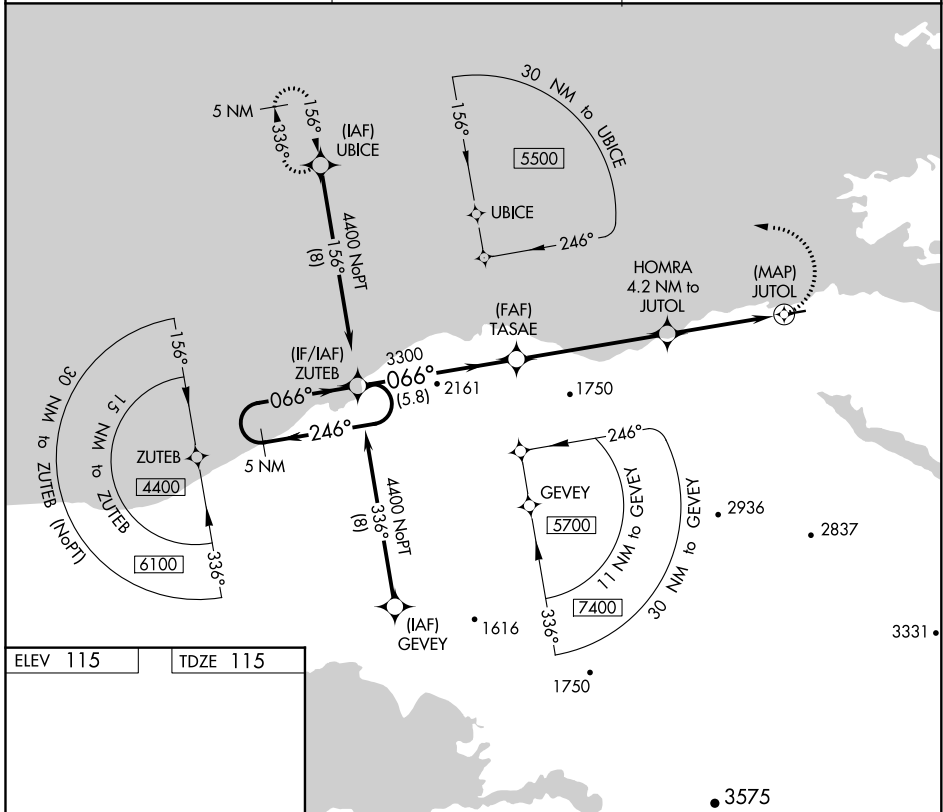 5 NM
156°
336°
(IAF)
UBICE
4400 NoPT
156°
(8)
30 NM to UBICE
156°
5500
UBICE
246°
HOMRA
4.2 NM to
JUTOL
(MAP)
JUTOL
(FAF)
TASAE
(IF/IAF)
ZUTEB
3300
066°
066°
(5.8)
2161
1750
246°
5 NM
156°
30 NM to ZUTEB (NoPT)
15 NM to ZUTEB
ZUTEB
4400
6100
336°
4400 NoPT
336°
(8)
(IAF)
GEVEY
246°
GEVEY
5700
11 NM to GEVEY
30 NM to GEVEY
7400
336°
2936
2837
1616
3331
1750
ELEV 115
TDZE 115
3575